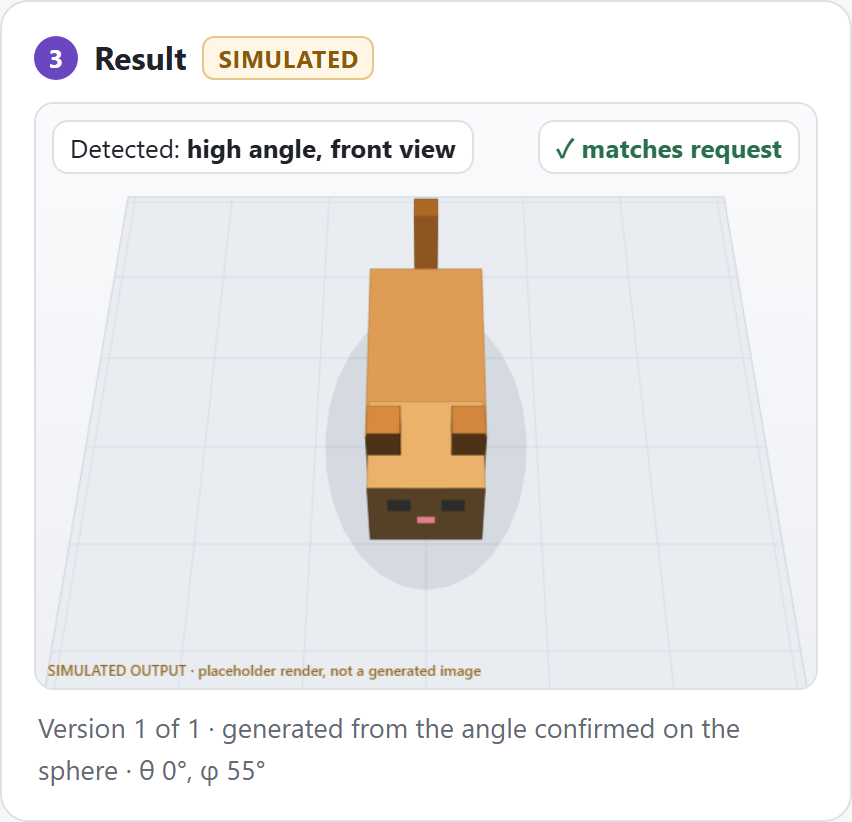 3 Result SIMULATED
Detected: high angle, front view
✓ matches request
SIMULATED OUTPUT · placeholder render, not a generated image
Version 1 of 1 · generated from the angle confirmed on the
sphere · θ 0°, φ 55°